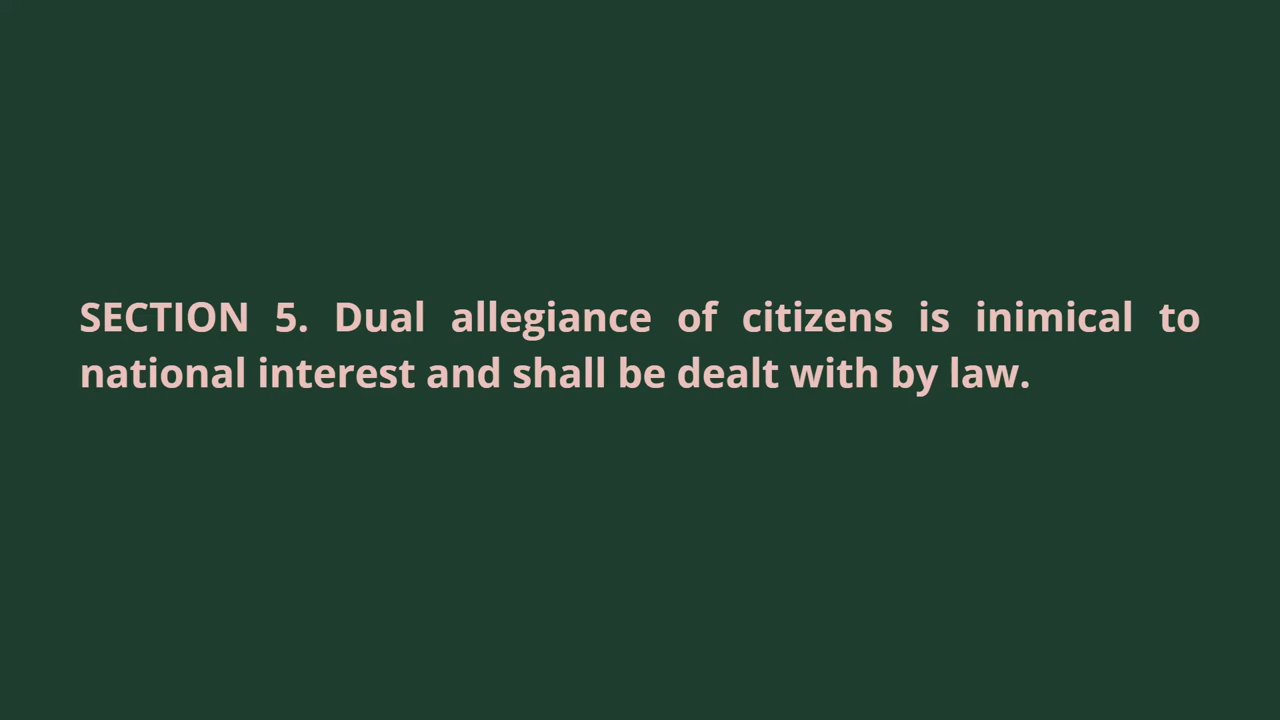 SECTION 5. Dual allegiance of citizens is inimical to
national interest and shall be dealt with by law.